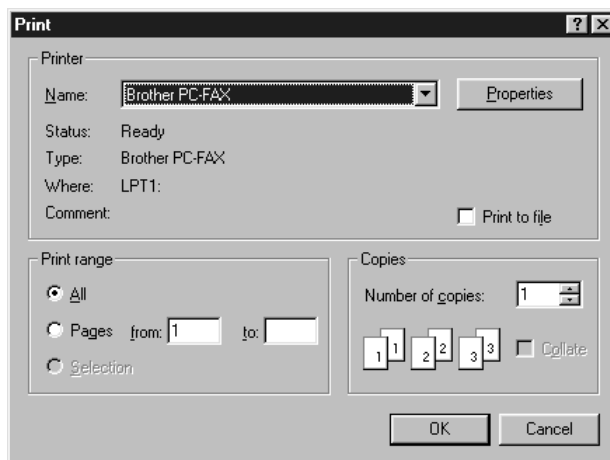 Print
Printer
Name: Brother PC-FAX Properties
Status: Ready
Type: Brother PC-FAX
Where: LPT1:
Comment: Print to file
Print range
All
Pages from: 1 to:
Selection
Copies
Number of copies: 1
1 1 2 2 3 3 Collate
OK Cancel